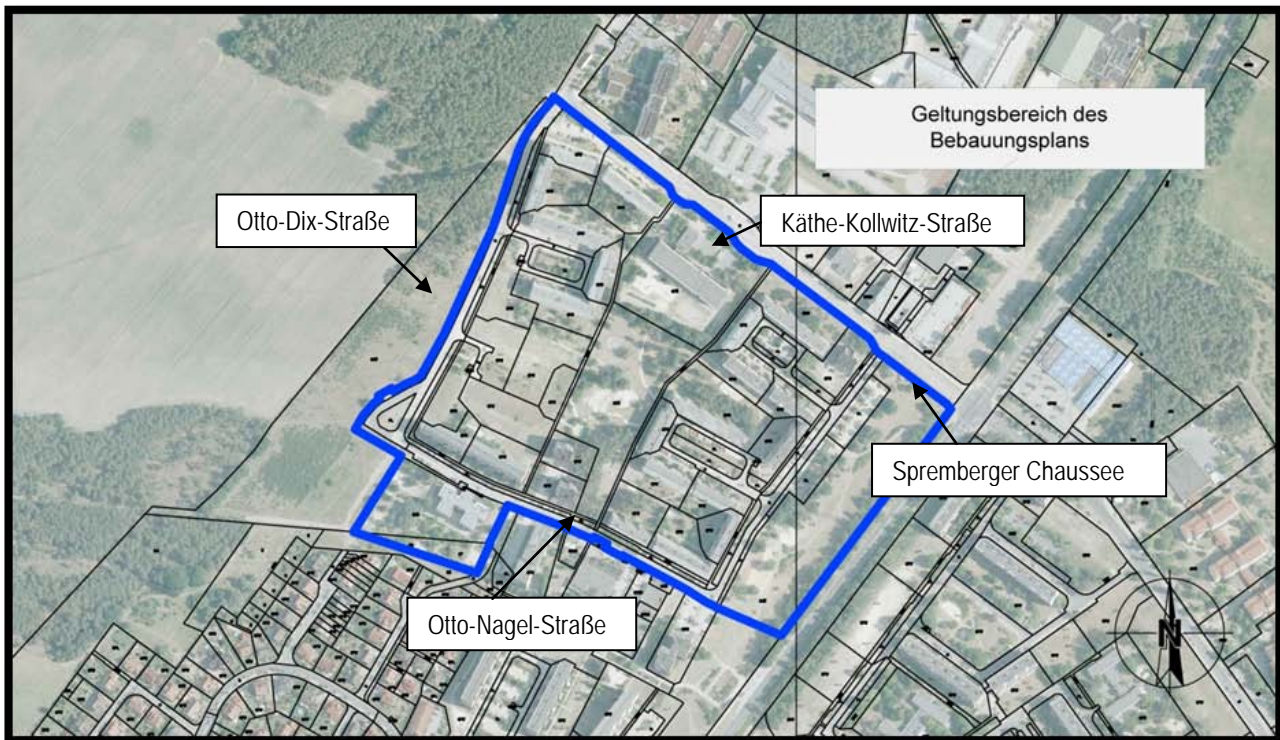 Geltungsbereich des
Bebauungsplans
Otto-Dix-Straße
Käthe-Kollwitz-Straße
Spremberger Chaussee
Otto-Nagel-Straße
N